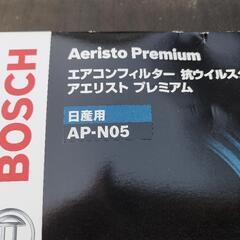 BOSCH
Aeristo Premium
エアコンフィルター 抗ウイルス
アエリスト プレミアム
日産用
AP-N05